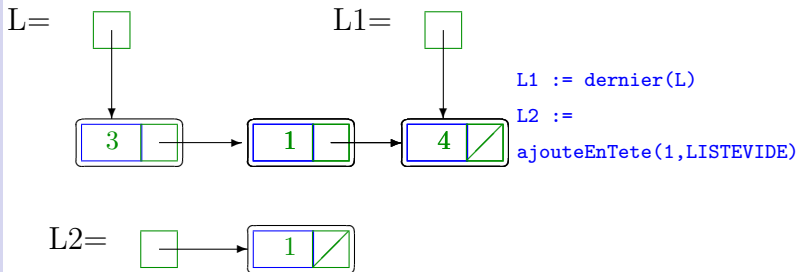 L=
L1=
L1 := dernier(L)
L2 :=
ajouteEnTete(1,LISTEVIDE)
3 1 4
L2=
1